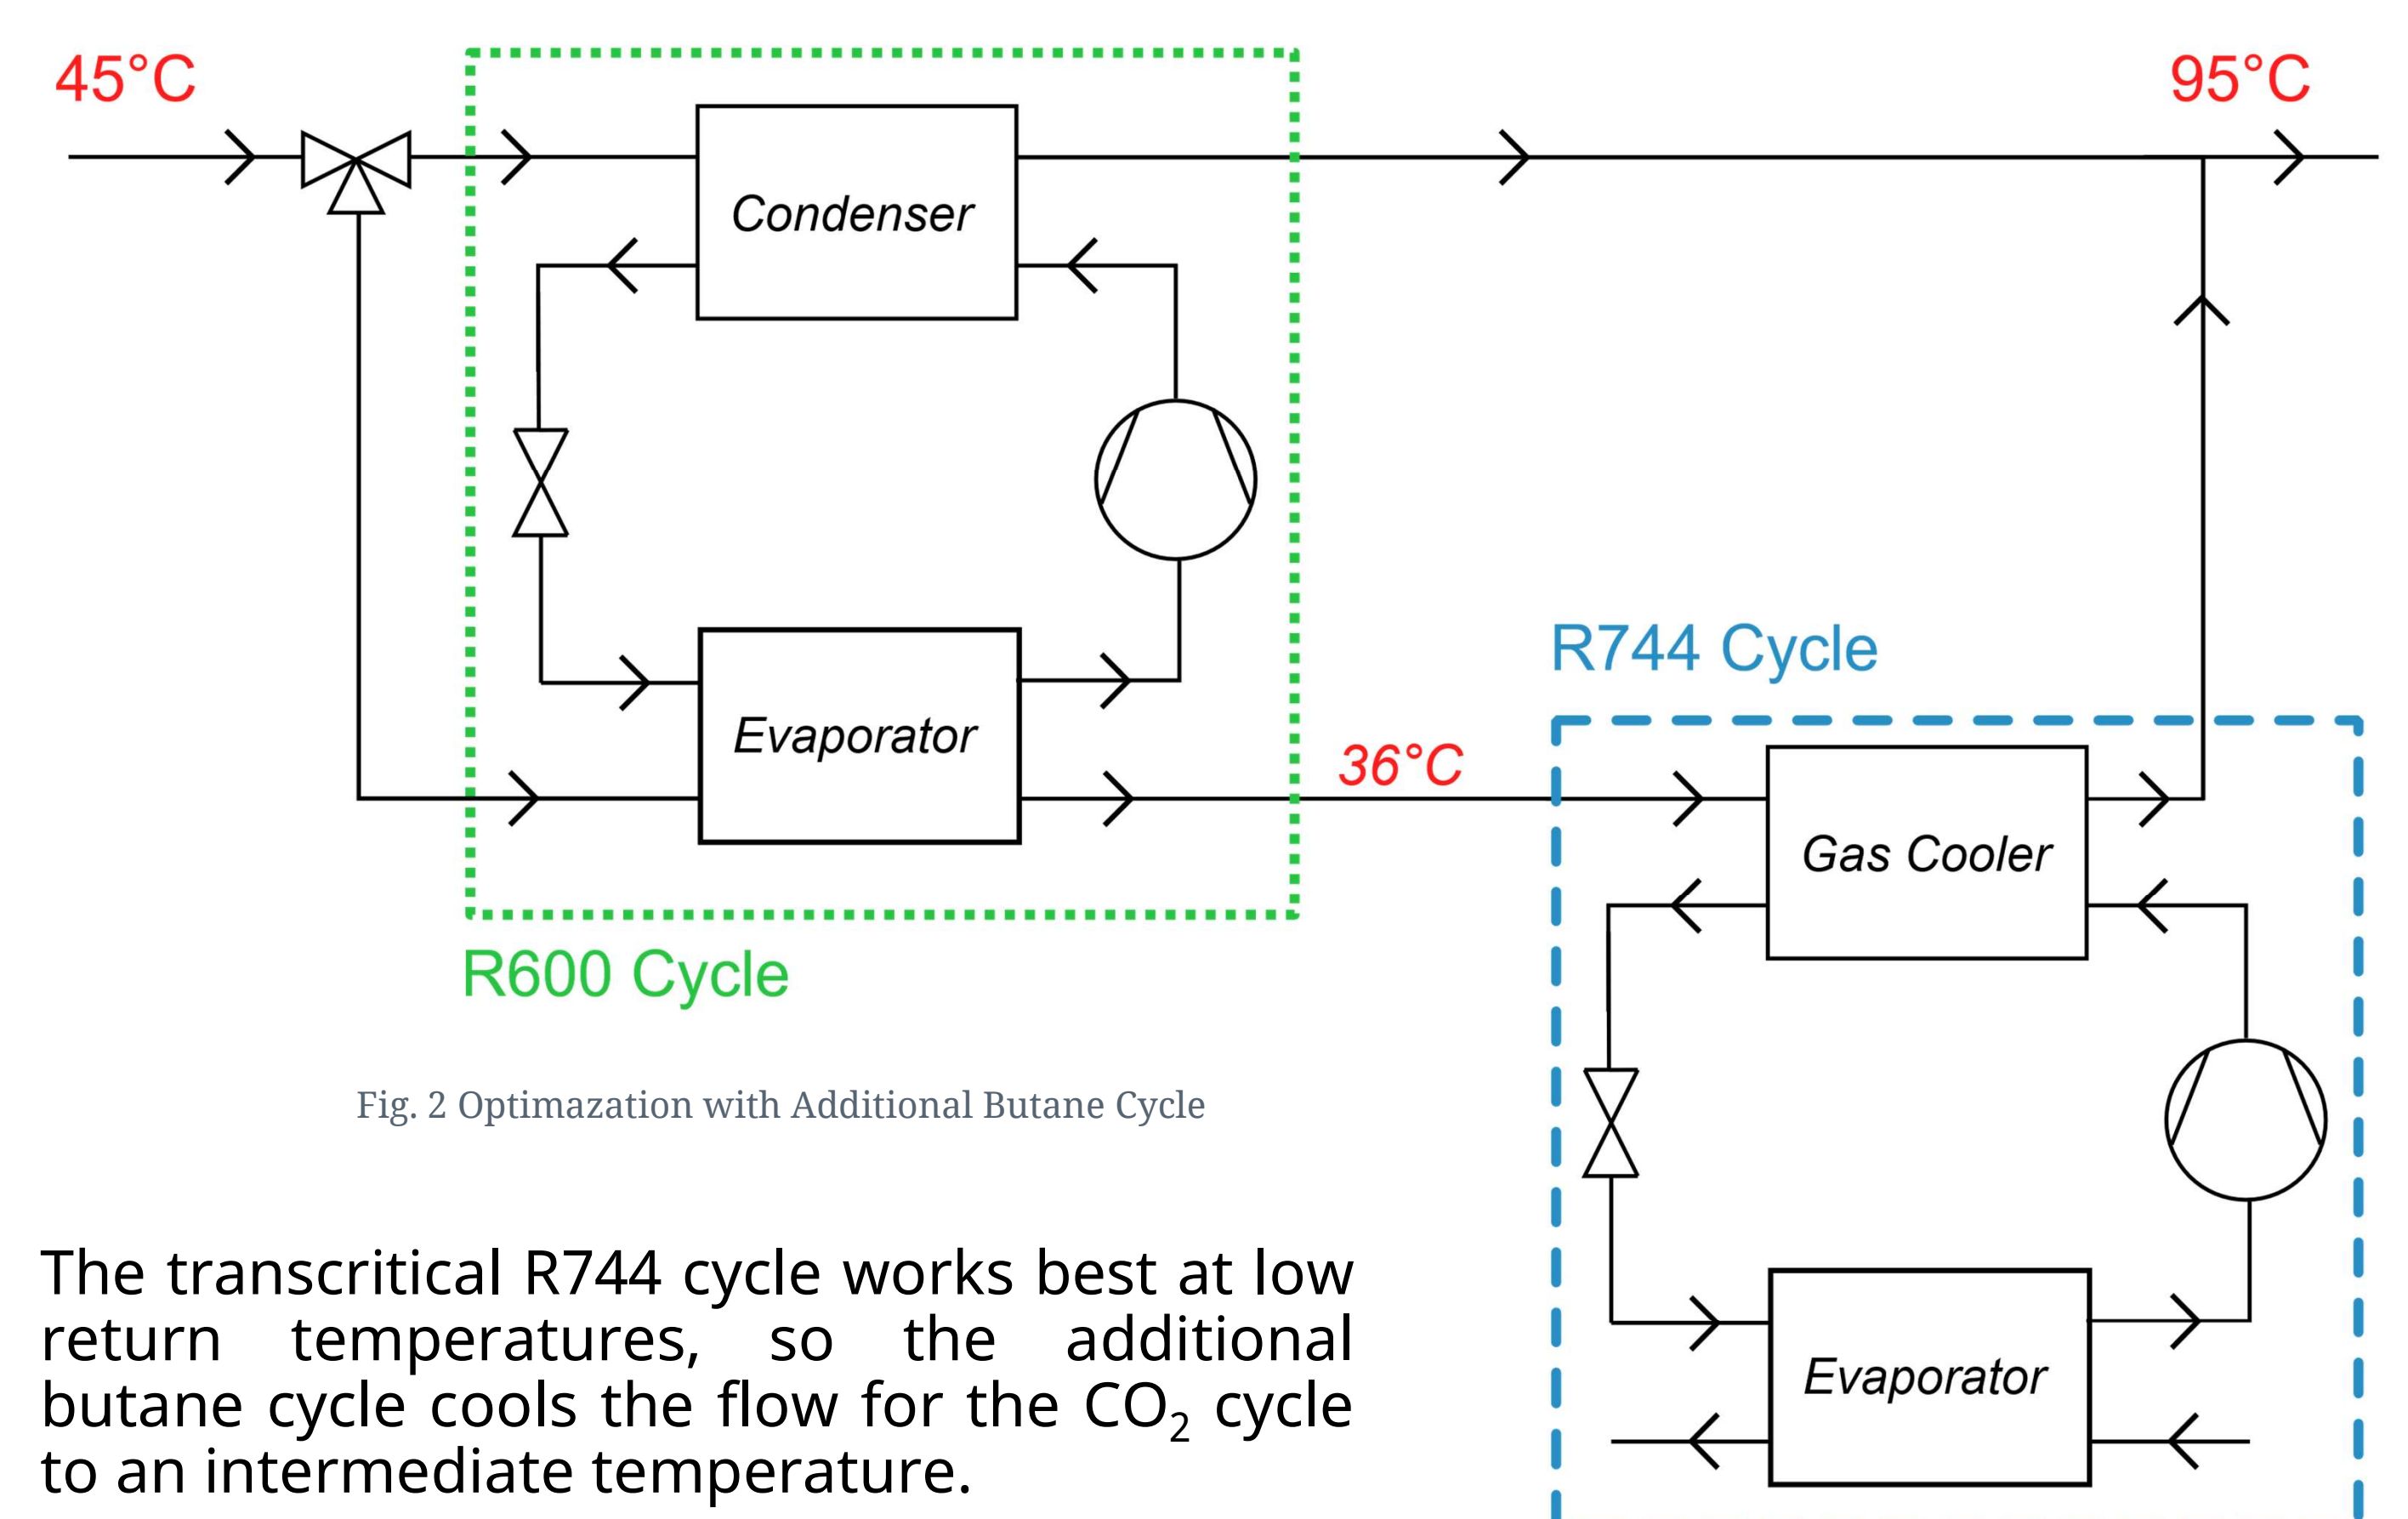 45°C
95°C
Condenser
R744 Cycle
Evaporator
36°C
Gas Cooler
R600 Cycle
Fig. 2 Optimazation with Additional Butane Cycle
The transcritical R744 cycle works best at low
return temperatures, so the additional
butane cycle cools the flow for the CO₂ cycle
to an intermediate temperature.
Evaporator